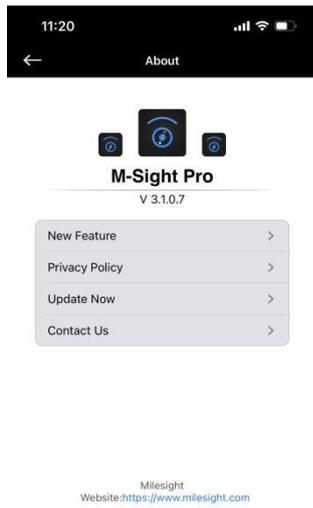 11:20
About
M-Sight Pro
V 3.1.0.7
New Feature
Privacy Policy
Update Now
Contact Us
Milesight
Website:https://www.milesight.com